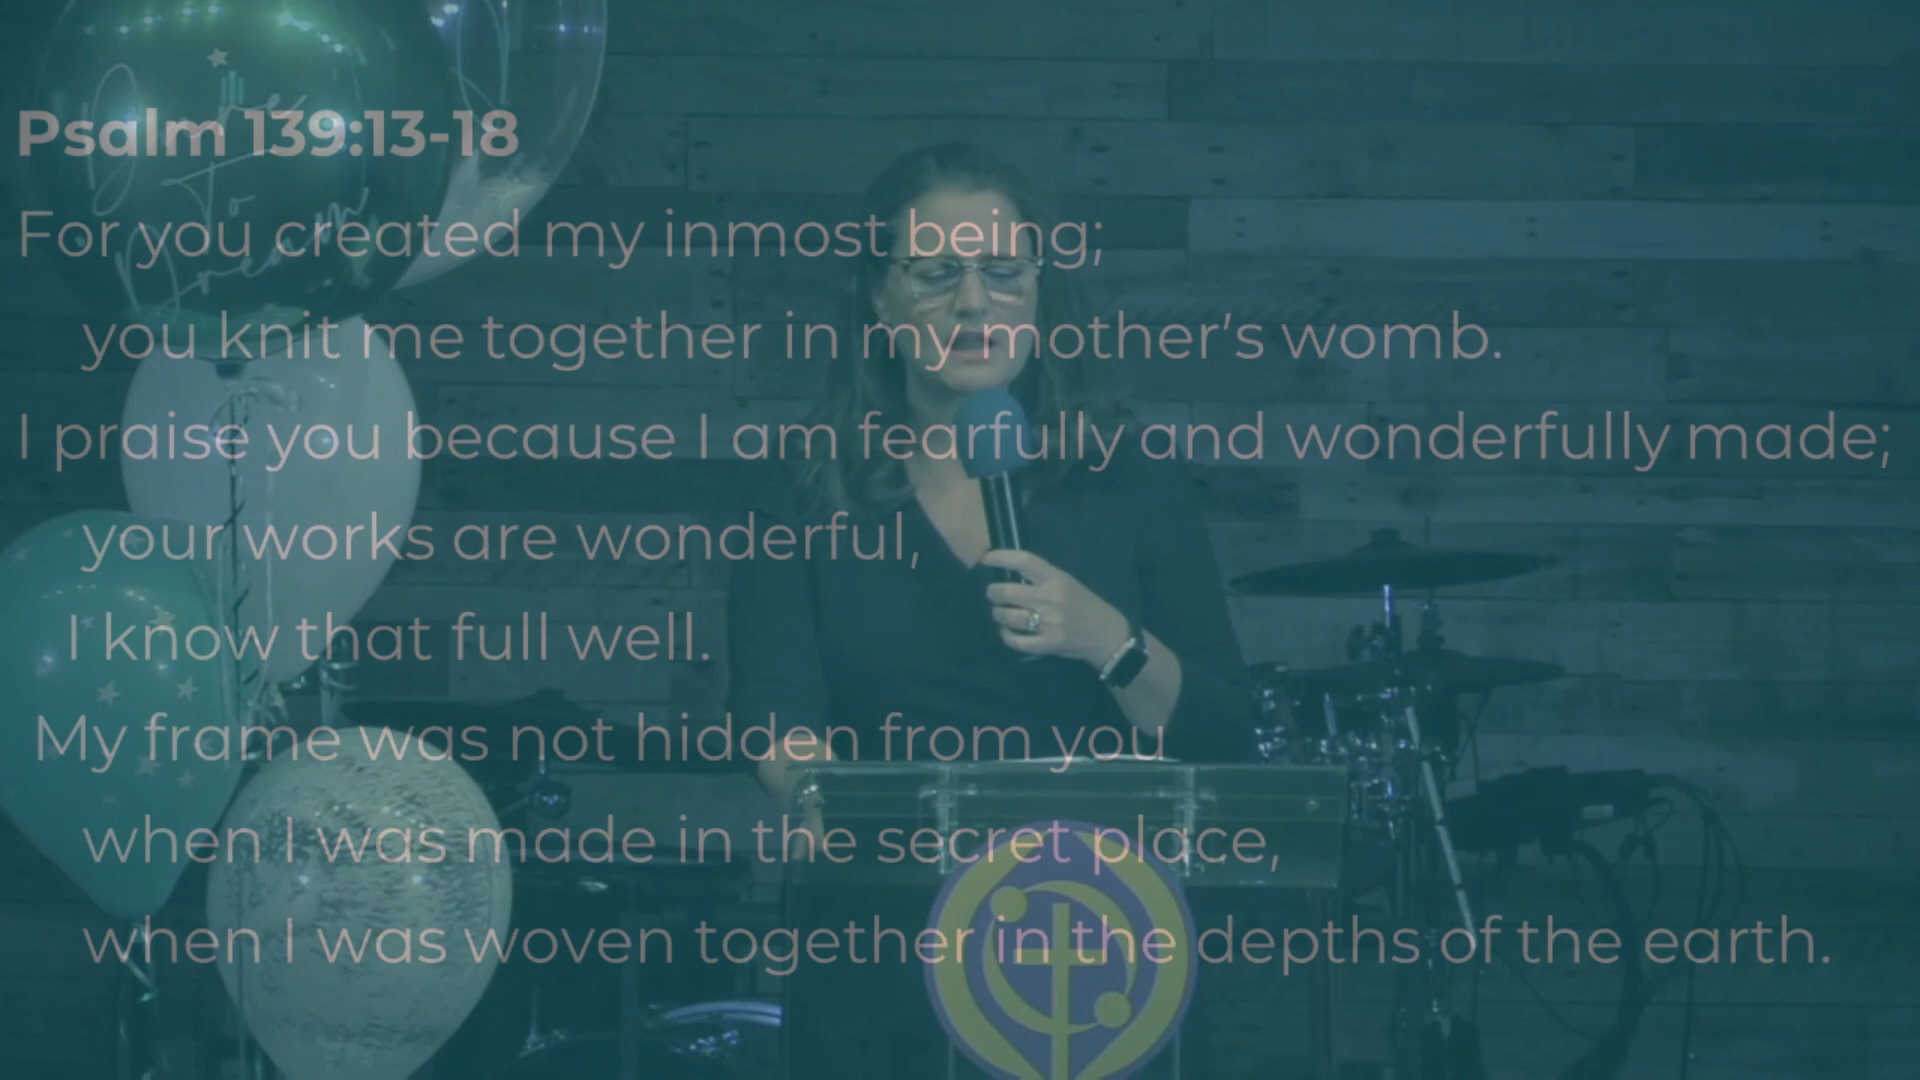 Dare
To
Dream
Psalm 139:13-18
For you created my inmost being;
you knit me together in my mother’s womb.
I praise you because I am fearfully and wonderfully made;
your works are wonderful,
I know that full well.
My frame was not hidden from you
when I was made in the secret place,
when I was woven together in the depths of the earth.